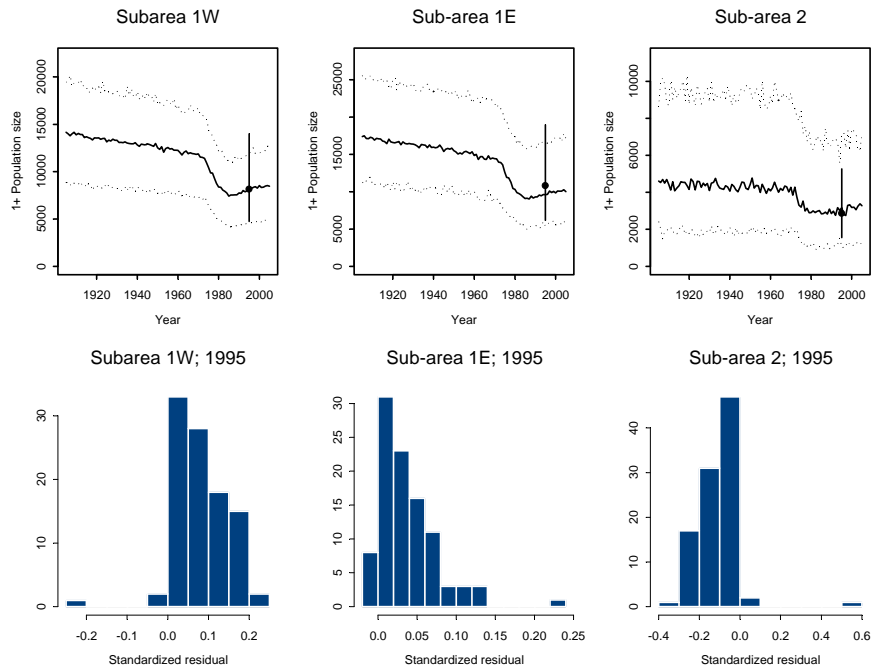 Subarea 1W
1+ Population size
20000
15000
10000
5000
0
1920 1940 1960 1980 2000
Year
Sub-area 1E
1+ Population size
25000
15000
5000
0
1920 1940 1960 1980 2000
Year
Sub-area 2
1+ Population size
10000
6000
2000
0
1920 1940 1960 1980 2000
Year
Subarea 1W; 1995
30
20
10
0
-0.2 -0.1 0.0 0.1 0.2
Standardized residual
Sub-area 1E; 1995
30
25
20
15
10
5
0
0.0 0.05 0.10 0.15 0.20 0.25
Standardized residual
Sub-area 2; 1995
40
30
20
10
0
-0.4 -0.2 0.0 0.2 0.4 0.6
Standardized residual